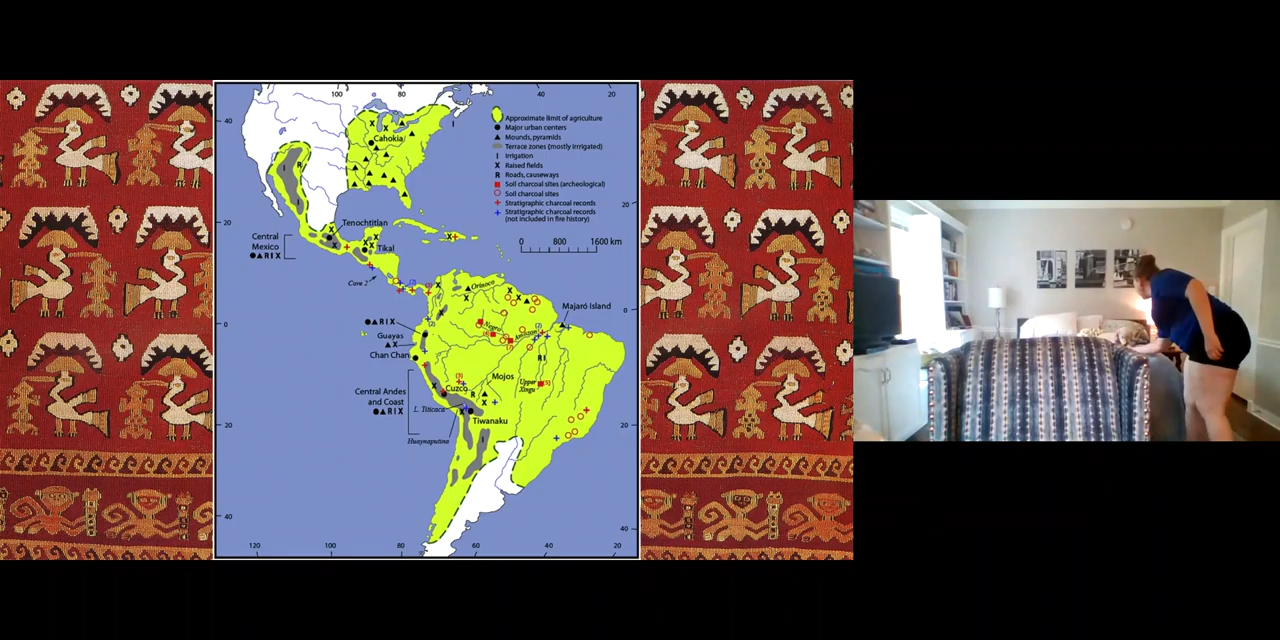 100 80 40 20
40
Cahokia
Approximate limit of agriculture
Major urban centers
Mounds, pyramids
Terrace zones (mostly irrigated)
I Irrigation
X Raised fields
R Roads, causeways
Soil charcoal sites (archeological)
Soil charcoal sites
Stratigraphic charcoal records
Stratigraphic charcoal records
(not included in fire history)
20
20
Tenochtitlan
Central
Mexico
R I X
Tikal
0 800 1600 km
Cave 2
Orinoco
Majaró Island
R I X
0
0
Negro
Amazon
Guayas
X
Chan Chan
R I
Mojos
Upper
Xingu
Cuzco
Central Andes
and Coast
R I X
L. Titicaca
Tiwanaku
Huaynaputina
20
20
40
40
120 100 80 60 40 20